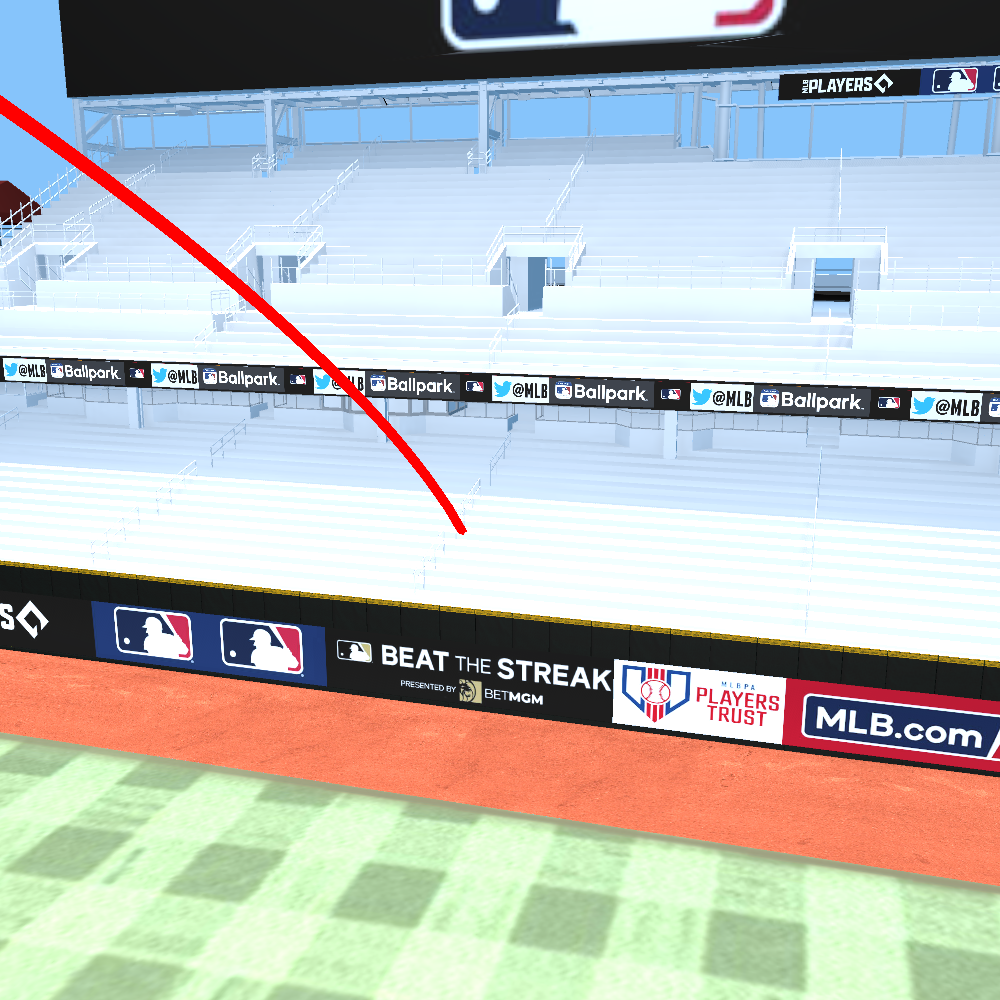 MLB PLAYERS
@MLB Ballpark. @MLB Ballpark. @MLB Ballpark. @MLB Ballpark. @MLB Ballpark. @MLB
S
BEAT THE STREAK
PRESENTED BY BETMGM
MLBPA
PLAYERS
TRUST
MLB.com